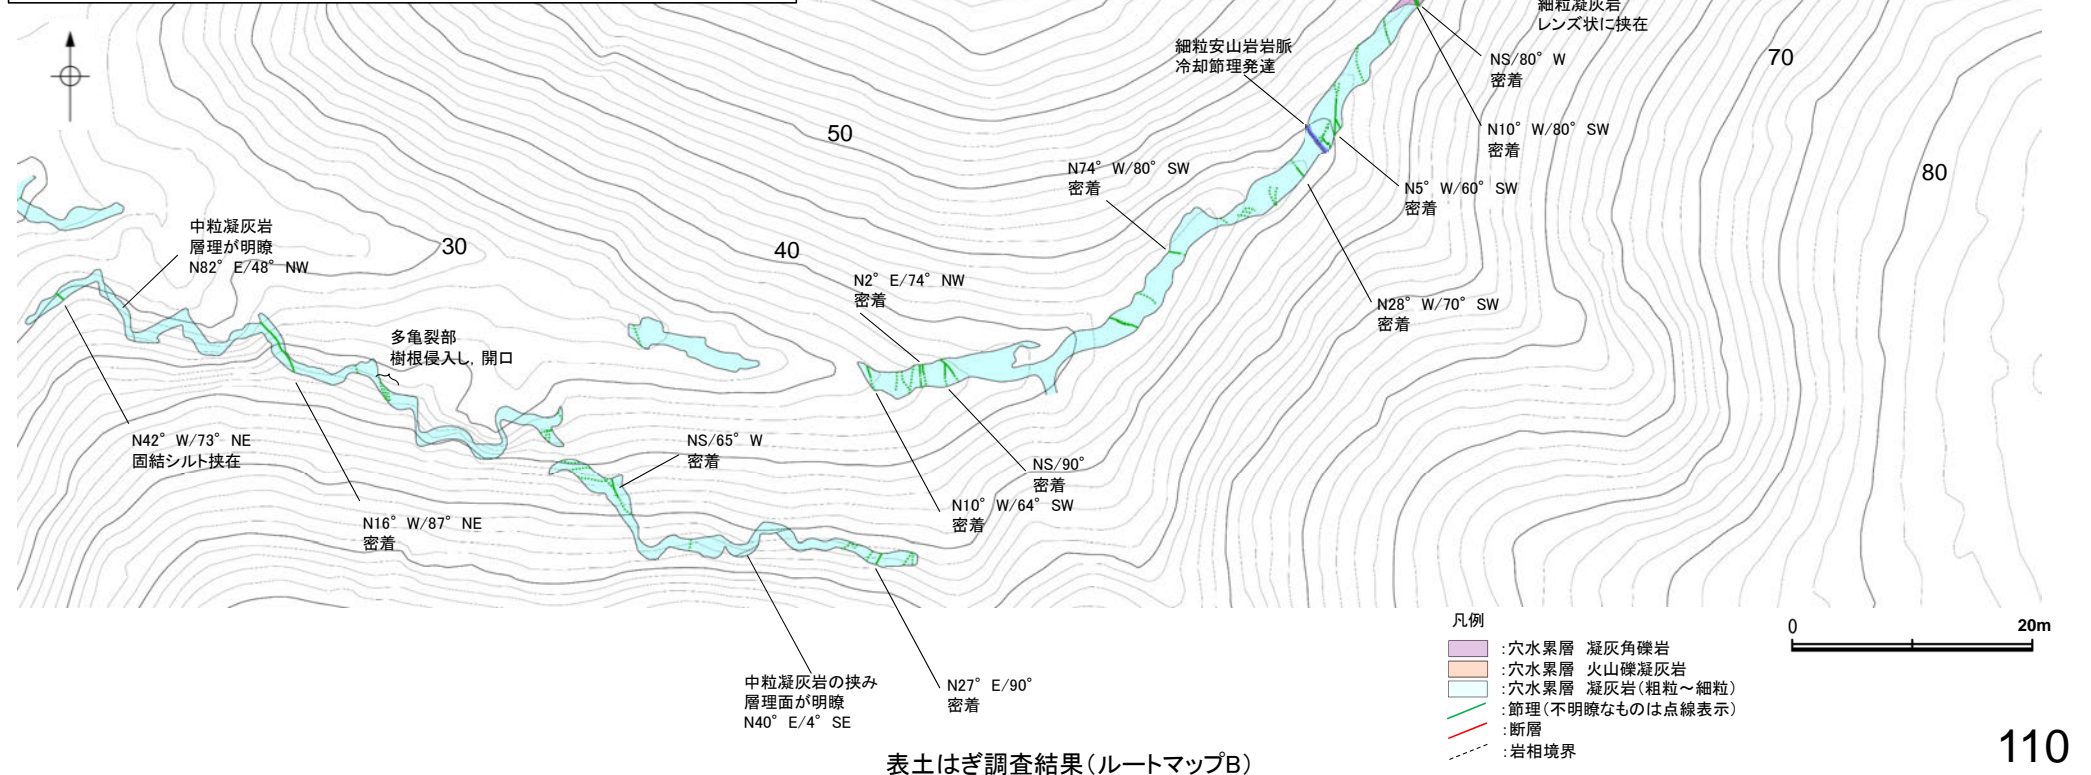 細粒凝灰岩
レンズ状に挟在
細粒安山岩岩脈
冷却節理発達
NS/80°W
密着
70
50
N10°W/80°SW
密着
N74°W/80°SW
密着
80
N5°W/60°SW
密着
中粒凝灰岩
層理が明瞭
N82°E/48°NW
30
40
N2°E/74°NW
密着
N28°W/70°SW
密着
多亀裂部
樹根侵入し,開口
N42°W/73°NE
固結シルト挟在
NS/65°W
密着
NS/90°
密着
N10°W/64°SW
密着
N16°W/87°NE
密着
中粒凝灰岩の挟み
層理面が明瞭
N40°E/4°SE
N27°E/90°
密着
凡例
:穴水累層 凝灰角礫岩
:穴水累層 火山礫凝灰岩
:穴水累層 凝灰岩(粗粒~細粒)
:節理(不明瞭なものは点線表示)
:断層
:岩相境界
0 20m
表土はぎ調査結果(ルートマップB)
110